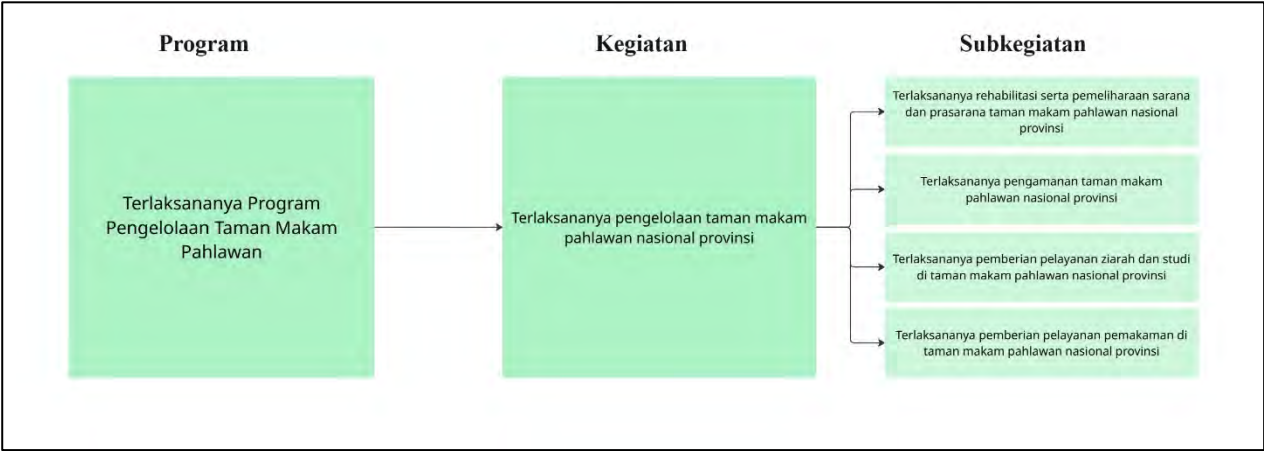 Program
Kegiatan
Subkegiatan
Terlaksananya Program
Pengelolaan Taman Makam
Pahlawan
Terlaksananya pengelolaan taman makam
pahlawan nasional provinsi
Terlaksananya rehabilitasi serta pemeliharaan sarana
dan prasarana taman makam pahlawan nasional
provinsi
Terlaksananya pengamanan taman makam
pahlawan nasional provinsi
Terlaksananya pemberian pelayanan ziarah dan studi
di taman makam pahlawan nasional provinsi
Terlaksananya pemberian pelayanan pemakaman di
taman makam pahlawan nasional provinsi